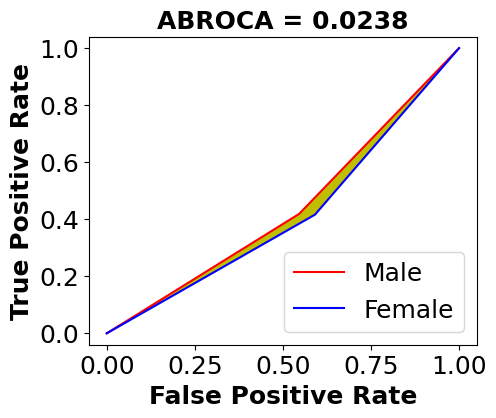 ABROCA = 0.0238
True Positive Rate
1.0
0.8
0.6
0.4
0.2
0.0
Male
Female
0.00 0.25 0.50 0.75 1.00
False Positive Rate